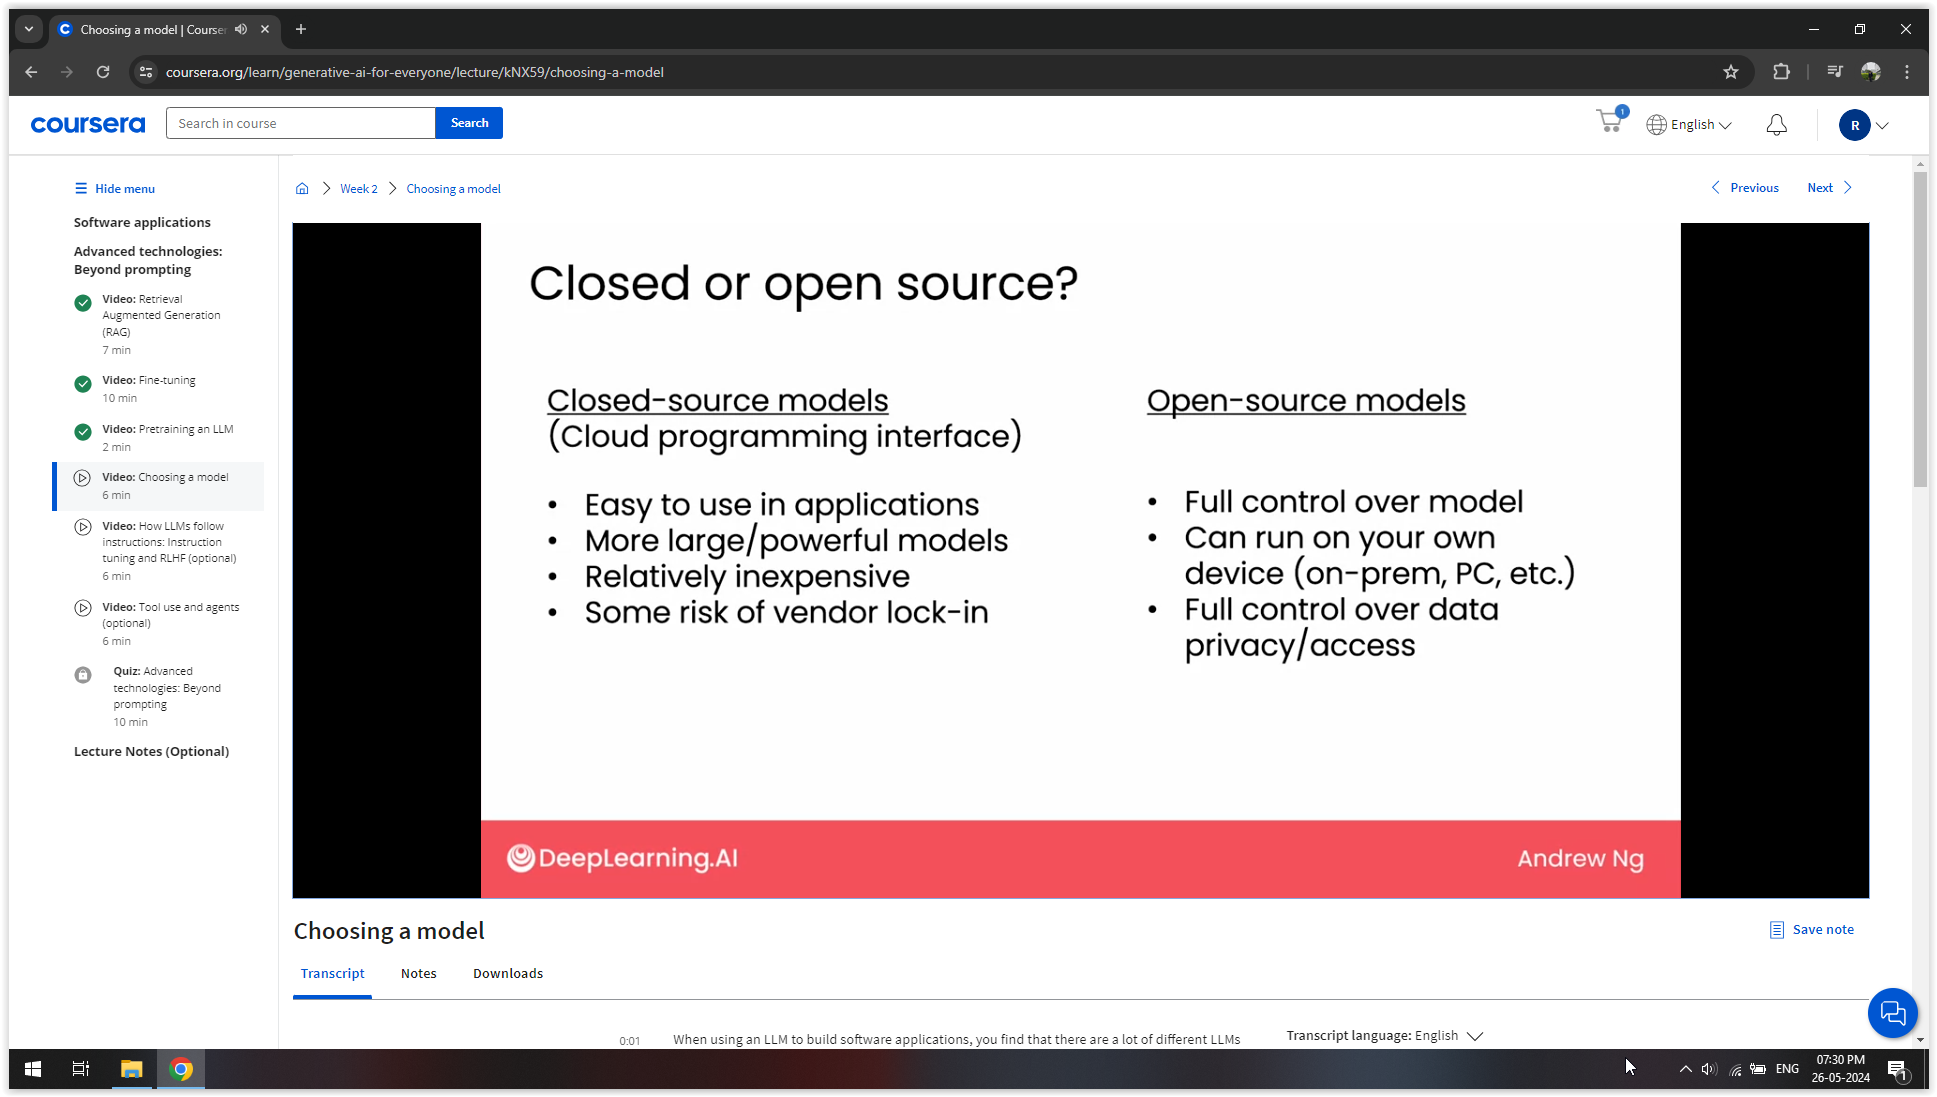 Choosing a model | Courser
coursera.org/learn/generative-ai-for-everyone/lecture/kNX59/choosing-a-model
coursera
Search in course
Search
1
English
R
Hide menu
Software applications
Advanced technologies:
Beyond prompting
Video: Retrieval
Augmented Generation
(RAG)
7 min
Video: Fine-tuning
10 min
Video: Pretraining an LLM
2 min
Video: Choosing a model
6 min
Video: How LLMs follow
instructions: Instruction
tuning and RLHF (optional)
6 min
Video: Tool use and agents
(optional)
6 min
Quiz: Advanced
technologies: Beyond
prompting
10 min
Lecture Notes (Optional)
Week 2
Choosing a model
Previous
Next
Closed or open source?
Closed-source models
(Cloud programming interface)
• Easy to use in applications
• More large/powerful models
• Relatively inexpensive
• Some risk of vendor lock-in
Open-source models
• Full control over model
• Can run on your own
device (on-prem, PC, etc.)
• Full control over data
privacy/access
DeepLearning.AI
Andrew Ng
Choosing a model
Save note
Transcript
Notes
Downloads
0:01
When using an LLM to build software applications, you find that there are a lot of different LLMs
Transcript language: English
ENG
07:30 PM
26-05-2024
1